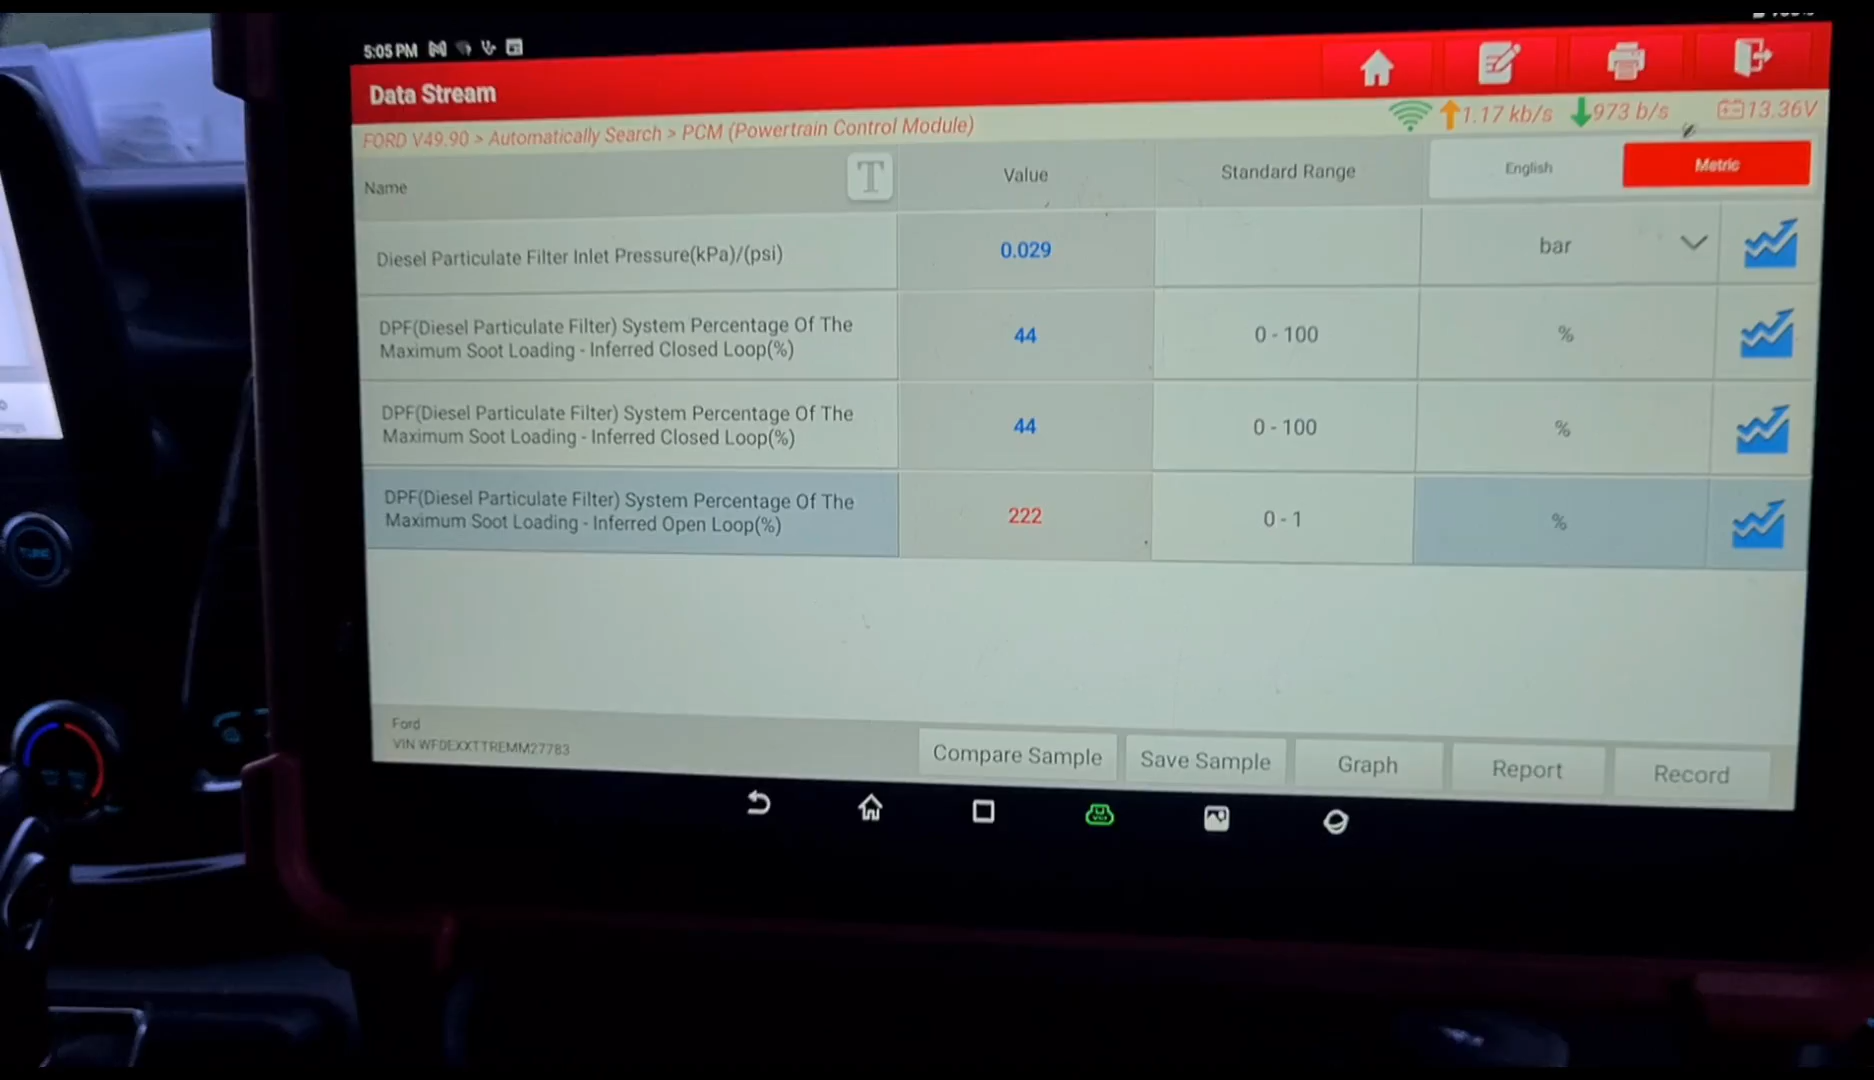 5:05 PM
Data Stream
FORD V49.90 > Automatically Search > PCM (Powertrain Control Module)
1.17 kb/s 973 b/s 13.36V
Name T Value Standard Range English Metric
Diesel Particulate Filter Inlet Pressure(kPa)/(psi) 0.029 bar
DPF(Diesel Particulate Filter) System Percentage Of The
Maximum Soot Loading - Inferred Closed Loop(%) 44 0 - 100 %
DPF(Diesel Particulate Filter) System Percentage Of The
Maximum Soot Loading - Inferred Closed Loop(%) 44 0 - 100 %
DPF(Diesel Particulate Filter) System Percentage Of The
Maximum Soot Loading - Inferred Open Loop(%) 222 0 - 1 %
Ford
VIN WF0EXXTTREMM27783
Compare Sample Save Sample Graph Report Record